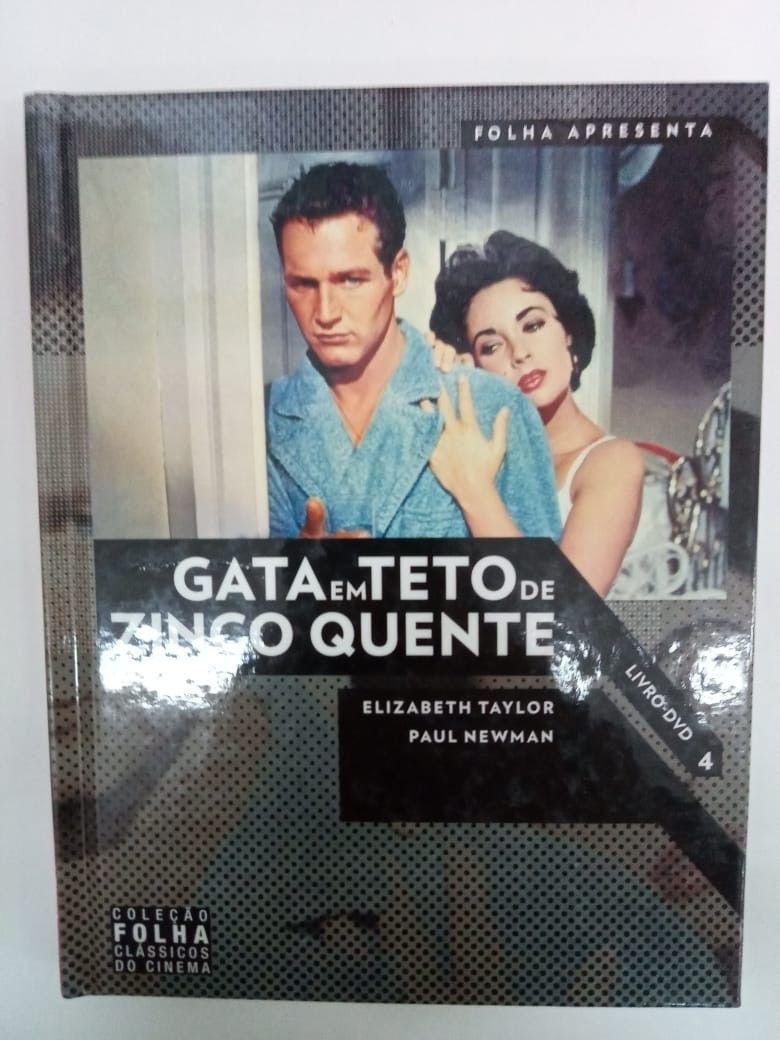 FOLHA APRESENTA
GATA EM TETO DE
ZINCO QUENTE
LIVRO-DVD
4
ELIZABETH TAYLOR
PAUL NEWMAN
COLEÇÃO
FOLHA
CLÁSSICOS
DO CINEMA